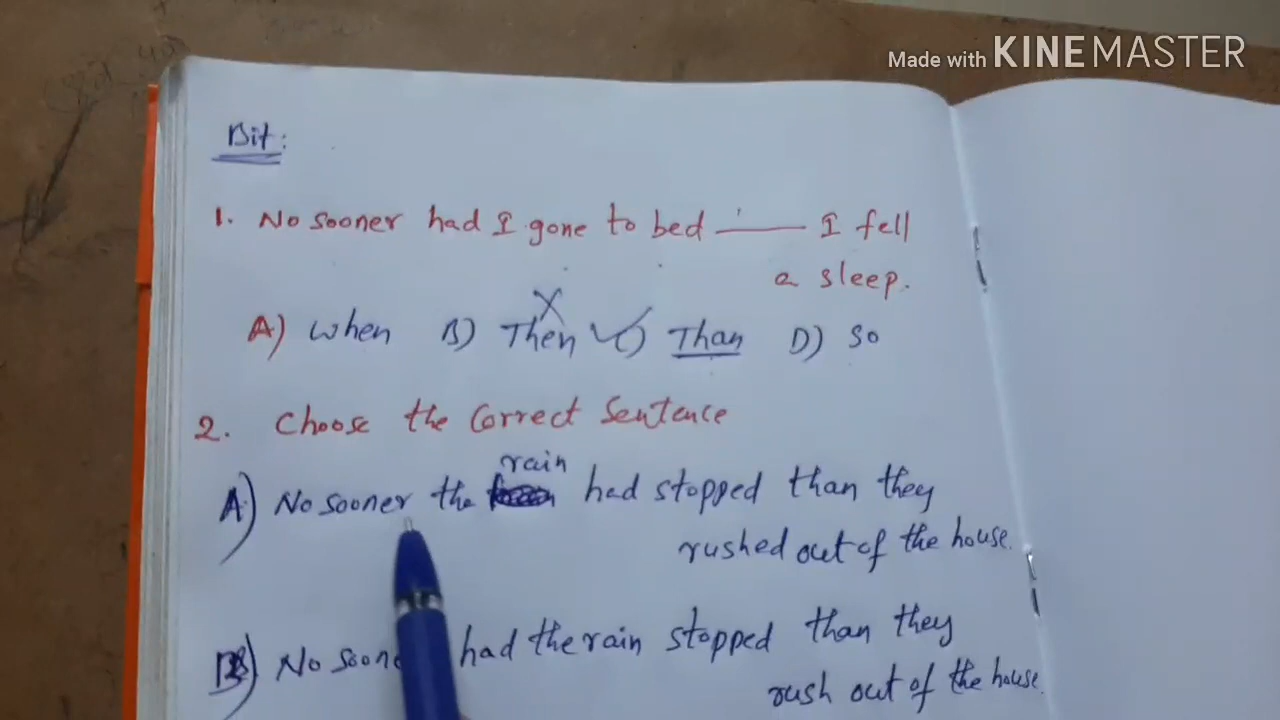 Made with KINEMASTER
Bit:
1. No sooner had I gone to bed ——— I fell
a sleep.
A) When B) Then C) Than D) So
2. Choose the Correct Sentence
rain
A) No sooner the had stopped than they
rushed out of the house.
B) No soone had the rain stopped than they
rush out of the house.